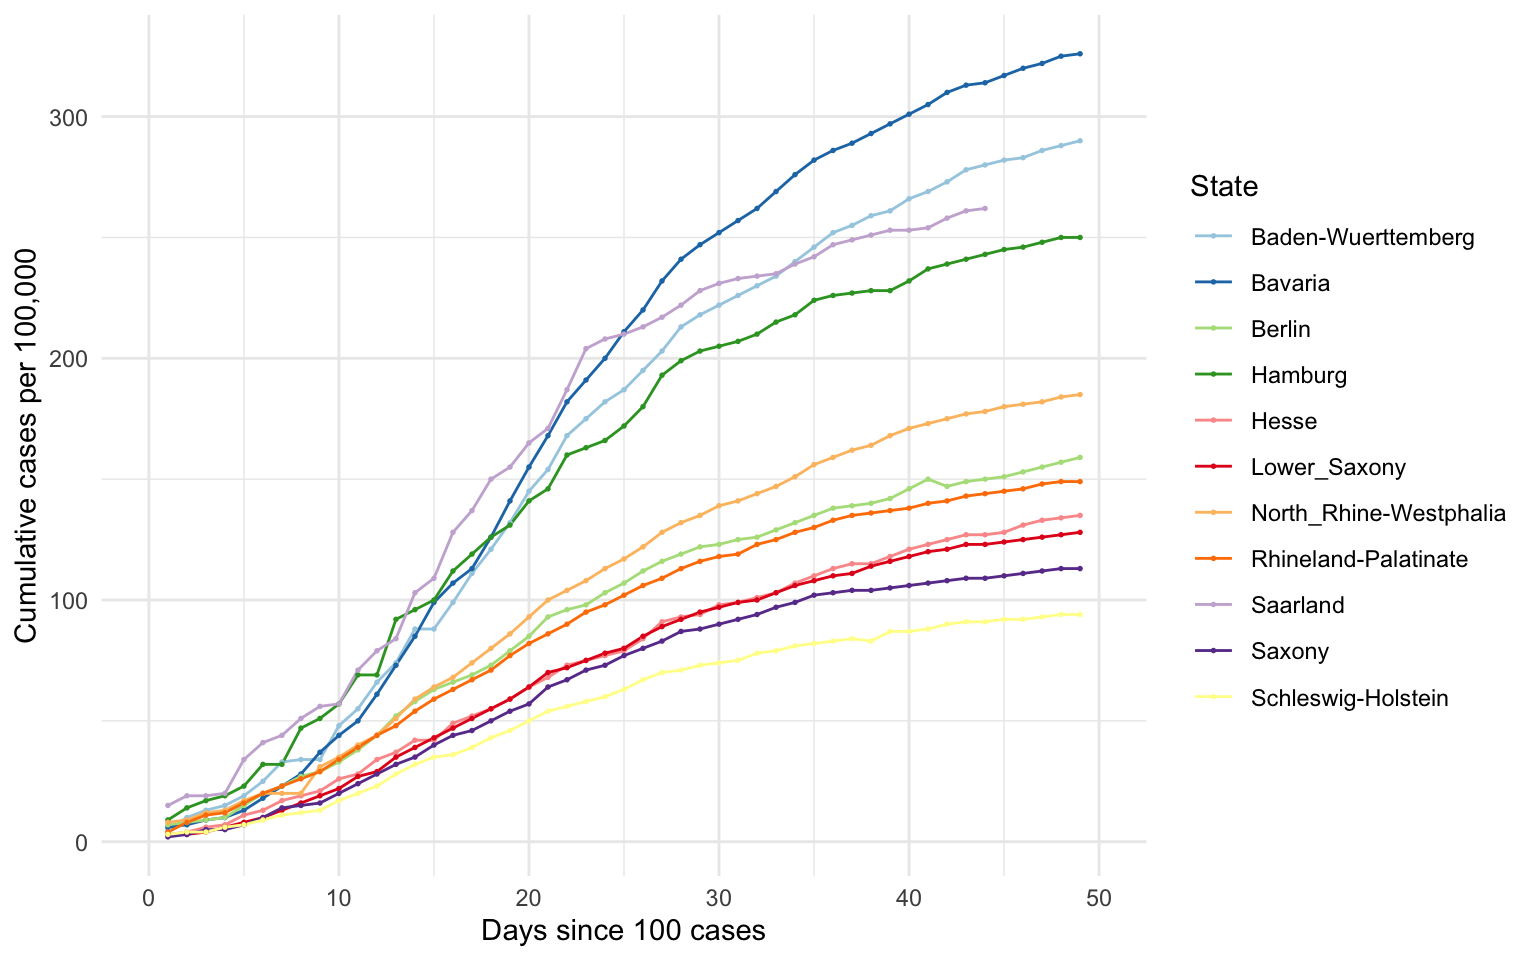 Cumulative cases per 100,000
300
200
100
0
0 10 20 30 40 50
Days since 100 cases
State
Baden-Wuerttemberg
Bavaria
Berlin
Hamburg
Hesse
Lower_Saxony
North_Rhine-Westphalia
Rhineland-Palatinate
Saarland
Saxony
Schleswig-Holstein